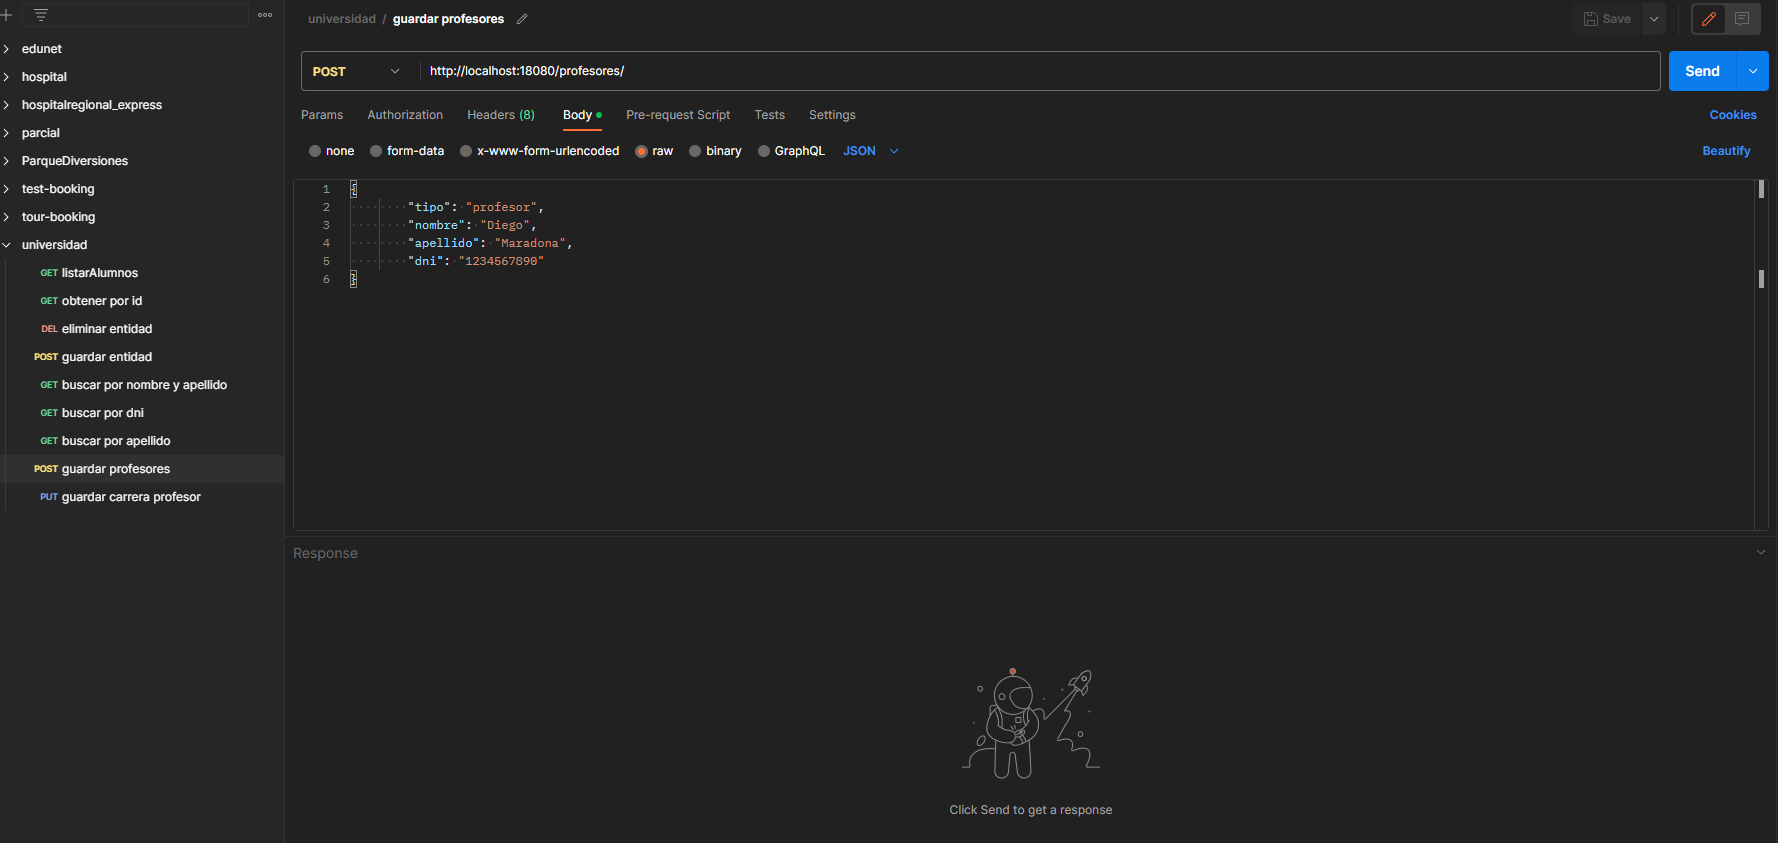 universidad / guardar profesores
Save
edunet
hospital
hospitalregional_express
parcial
ParqueDiversiones
test-booking
tour-booking
universidad
GET listarAlumnos
GET obtener por id
DEL eliminar entidad
POST guardar entidad
GET buscar por nombre y apellido
GET buscar por dni
GET buscar por apellido
POST guardar profesores
PUT guardar carrera profesor
POST http://localhost:18080/profesores/ Send
Params Authorization Headers (8) Body Pre-request Script Tests Settings Cookies
none form-data x-www-form-urlencoded raw binary GraphQL JSON Beautify
1 {
2 "tipo": "profesor",
3 "nombre": "Diego",
4 "apellido": "Maradona",
5 "dni": "1234567890"
6 }
Response
Click Send to get a response